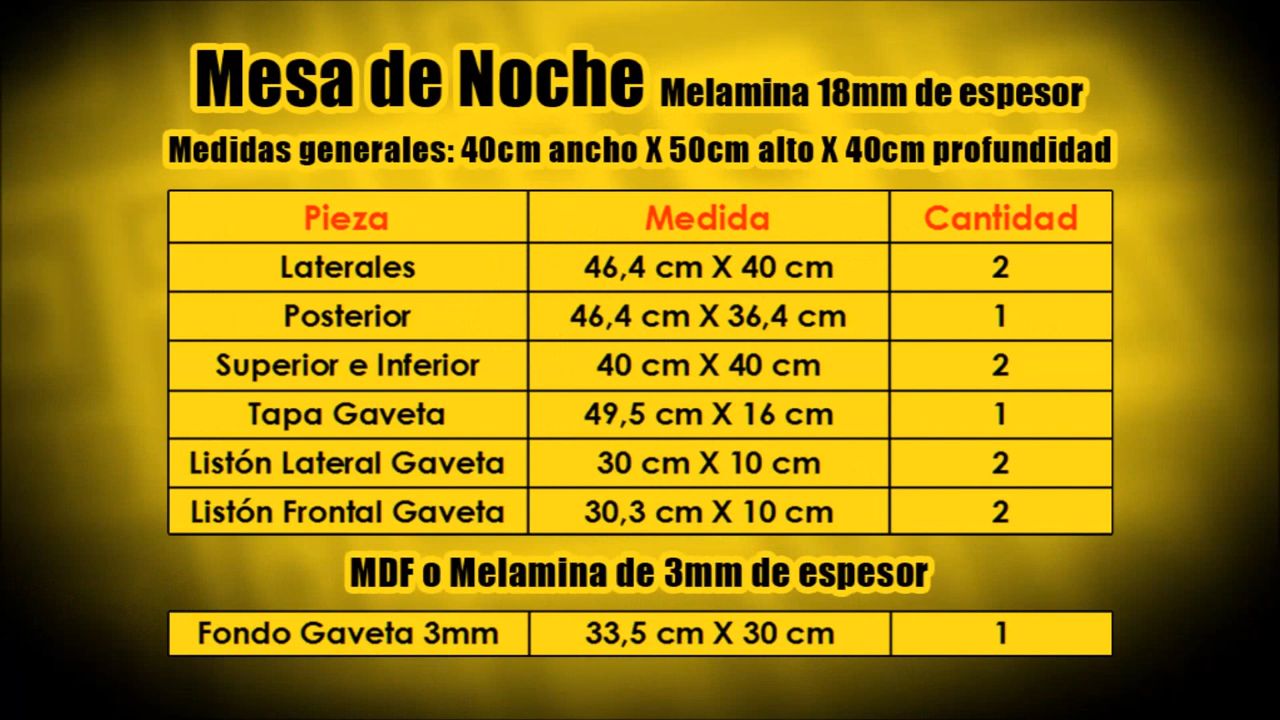 Mesa de Noche Melamina 18mm de espesor
Medidas generales: 40cm ancho X 50cm alto X 40cm profundidad
Pieza Medida Cantidad
Laterales 46,4 cm X 40 cm 2
Posterior 46,4 cm X 36,4 cm 1
Superior e Inferior 40 cm X 40 cm 2
Tapa Gaveta 49,5 cm X 16 cm 1
Listón Lateral Gaveta 30 cm X 10 cm 2
Listón Frontal Gaveta 30,3 cm X 10 cm 2
MDF o Melamina de 3mm de espesor
Fondo Gaveta 3mm 33,5 cm X 30 cm 1